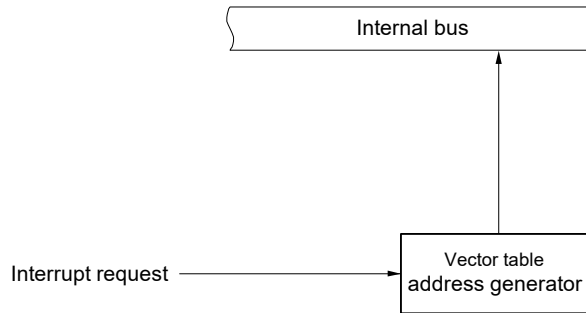 Internal bus
Vector table
address generator
Interrupt request